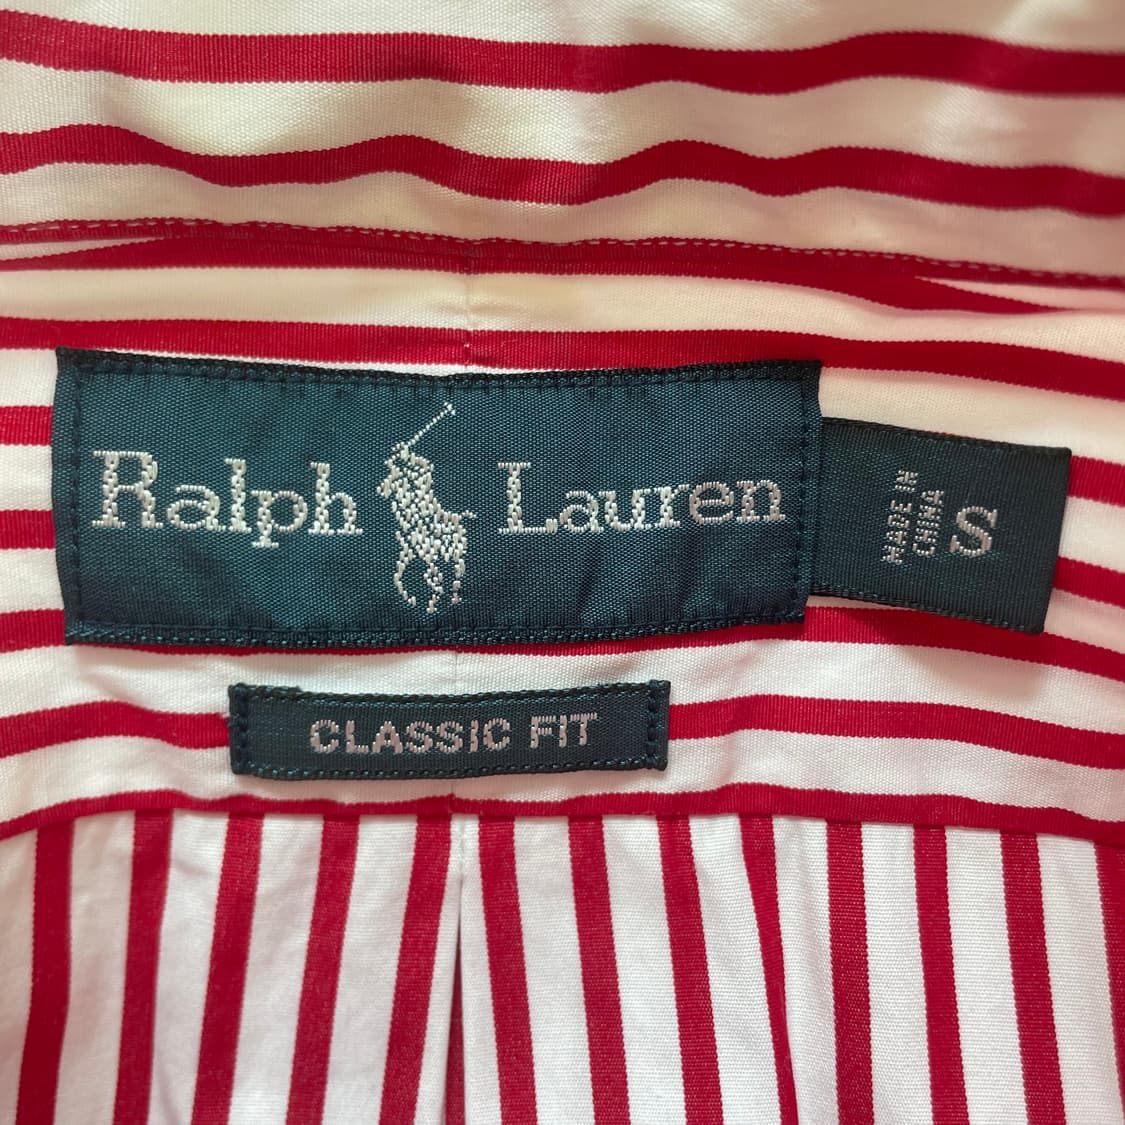 Ralph Lauren
MADE IN
CHINA
S
CLASSIC FIT